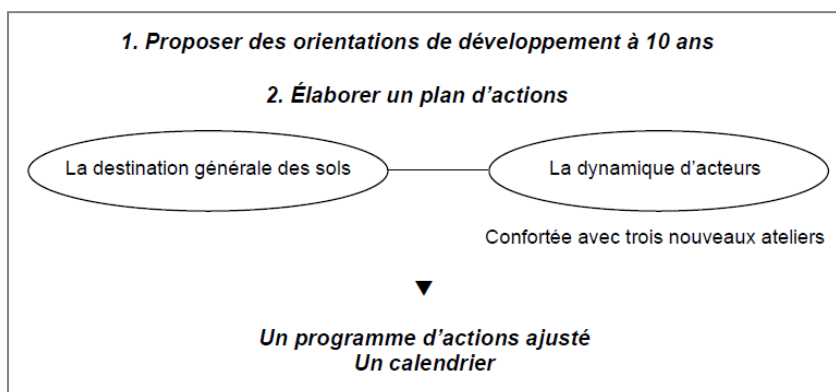 1. Proposer des orientations de développement à 10 ans
2. Élaborer un plan d'actions
La destination générale des sols
La dynamique d'acteurs
Confortée avec trois nouveaux ateliers
Un programme d'actions ajusté
Un calendrier